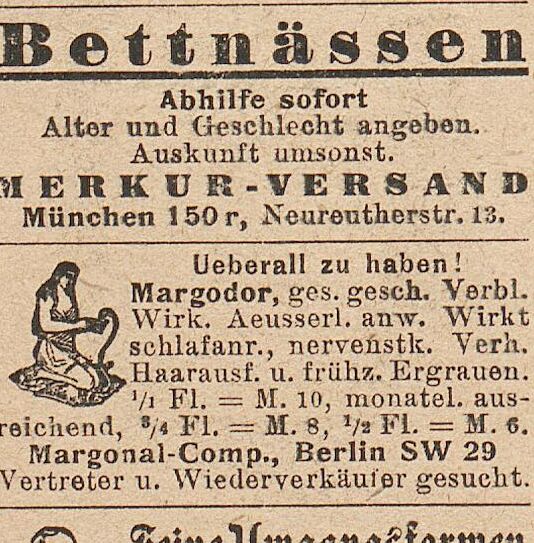 Bettnässen
Abhilfe sofort
Alter und Geschlecht angeben.
Auskunft umsonst.
MERKUR-VERSAND
München 150 r, Neureutherstr. 13.
Ueberall zu haben!
Margodor, ges. gesch. Verbl.
Wirk. Aeusserl. anw. Wirkt
schlafanr., nervenstk. Verh.
Haarausf. u. frühz. Ergrauen.
1/1 Fl. = M. 10, monatel. aus-
reichend, 3/4 Fl. = M. 8, 1/2 Fl. = M. 6.
Margonal-Comp., Berlin SW 29
Vertreter u. Wiederverkäufer gesucht.
Feine Umgangsformen